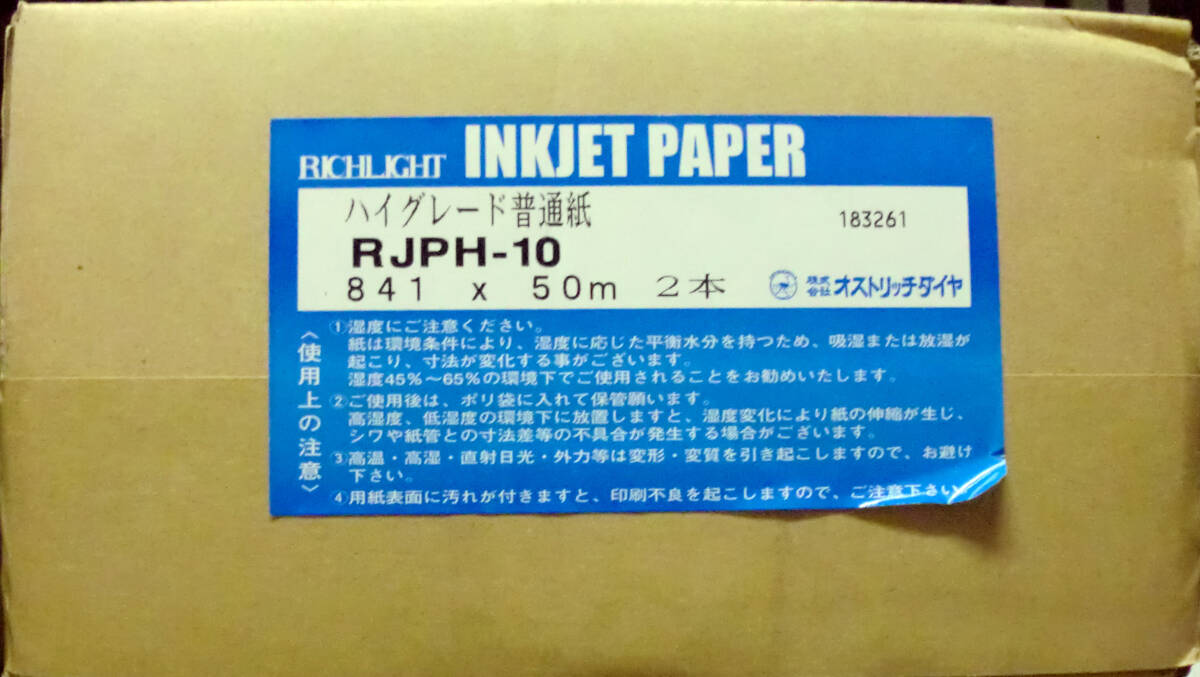 RICHLIGHT INKJET PAPER
ハイグレード普通紙 183261
RJPH-10
841 x 50m 2本 株式会社 オストリッチダイヤ
〈使用上の注意〉
①湿度にご注意ください。
紙は環境条件により、湿度に応じた平衡水分を持つため、吸湿または放湿が
起こり、寸法が変化する事がございます。
湿度45%～65%の環境下でご使用されることをお勧めいたします。
②ご使用後は、ポリ袋に入れて保管願います。
高湿度、低湿度の環境下に放置しますと、湿度変化により紙の伸縮が生じ、
シワや紙管との寸法差等の不具合が発生する場合がございます。
③高温・高湿・直射日光・外力等は変形・変質を引き起こしますので、お避け
下さい。
④用紙表面に汚れが付きますと、印刷不良を起こしますので、ご注意下さい